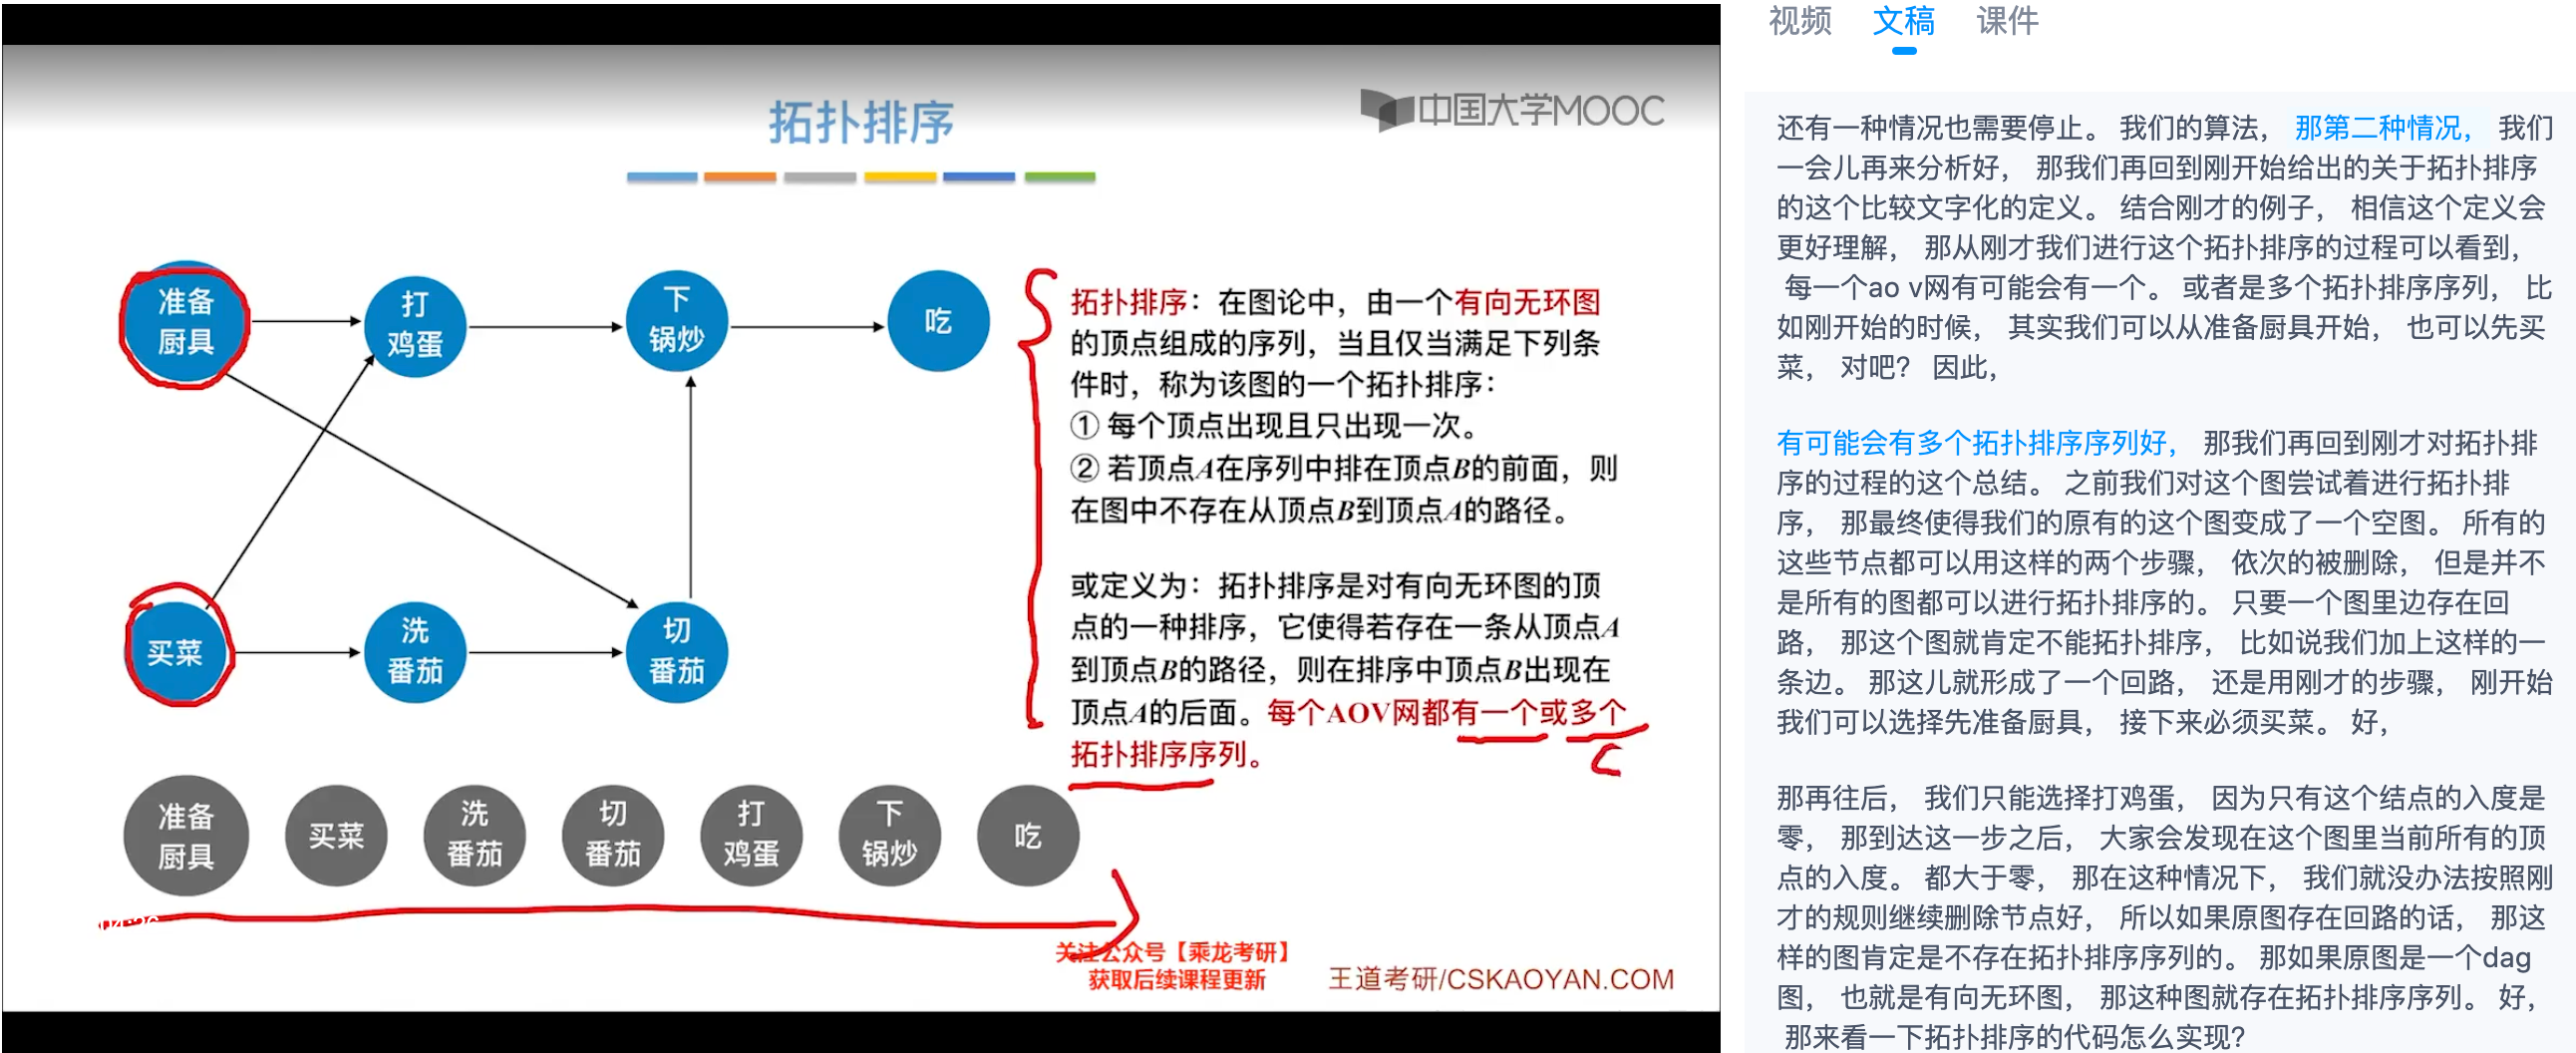 拓扑排序
中国大学MOOC
准备
厨具
打
鸡蛋
下
锅炒
吃
买菜
洗
番茄
切
番茄
拓扑排序：在图论中，由一个有向无环图
的顶点组成的序列，当且仅当满足下列条
件时，称为该图的一个拓扑排序：
① 每个顶点出现且只出现一次。
② 若顶点A在序列中排在顶点B的前面，则
在图中不存在从顶点B到顶点A的路径。
或定义为：拓扑排序是对有向无环图的顶
点的一种排序，它使得若存在一条从顶点A
到顶点B的路径，则在排序中顶点B出现在
顶点A的后面。每个AOV网都有一个或多个
拓扑排序序列。
准备
厨具
买菜
洗
番茄
切
番茄
打
鸡蛋
下
锅炒
吃
关注公众号【乘龙考研】
获取后续课程更新
王道考研/CSKAOYAN.COM
视频 文稿 课件
还有一种情况也需要停止。 我们的算法， 那第二种情况， 我们
一会儿再来分析好， 那我们再回到刚开始给出的关于拓扑排序
的这个比较文字化的定义。 结合刚才的例子， 相信这个定义会
更好理解， 那从刚才我们进行这个拓扑排序的过程可以看到，
每一个ao v网有可能会有一个。 或者是多个拓扑排序序列， 比
如刚开始的时候， 其实我们可以从准备厨具开始， 也可以先买
菜， 对吧？ 因此，
有可能会有多个拓扑排序序列好， 那我们再回到刚才对拓扑排
序的过程的这个总结。 之前我们对这个图尝试着进行拓扑排
序， 那最终使得我们的原有的这个图变成了一个空图。 所有的
这些节点都可以用这样的两个步骤， 依次的被删除， 但是并不
是所有的图都可以进行拓扑排序的。 只要一个图里边存在回
路， 那这个图就肯定不能拓扑排序， 比如说我们加上这样的一
条边。 那这儿就形成了一个回路， 还是用刚才的步骤， 刚开始
我们可以选择先准备厨具， 接下来必须买菜。 好，
那再往后， 我们只能选择打鸡蛋， 因为只有这个结点的入度是
零， 那到达这一步之后， 大家会发现在这个图里当前所有的顶
点的入度。 都大于零， 那在这种情况下， 我们就没办法按照刚
才的规则继续删除节点好， 所以如果原图存在回路的话， 那这
样的图肯定是不存在拓扑排序序列的。 那如果原图是一个dag
图， 也就是有向无环图， 那这种图就存在拓扑排序序列。 好，
那来看一下拓扑排序的代码怎么实现？